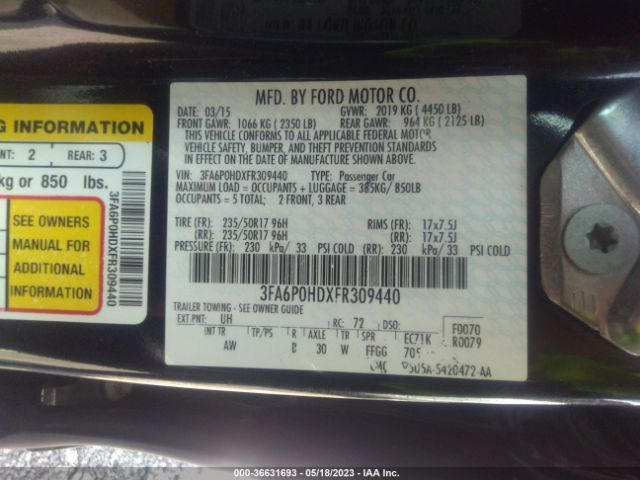 MFD. BY FORD MOTOR CO.
DATE: 03/15 GVWR: 2019 KG ( 4450 LB)
FRONT GAWR: 1066 KG ( 2350 LB) REAR GAWR: 964 KG ( 2125 LB)
THIS VEHICLE CONFORMS TO ALL APPLICABLE FEDERAL MOTOR
VEHICLE SAFETY, BUMPER, AND THEFT PREVENTION STANDARDS
IN EFFECT ON THE DATE OF MANUFACTURE SHOWN ABOVE.
VIN: 3FA6P0HDXFR309440 TYPE: Passenger Car
MAXIMUM LOAD = OCCUPANTS + LUGGAGE = 385KG/850LB
OCCUPANTS = 5 TOTAL: 2 FRONT, 3 REAR
TIRE (FR): 235/50R17 96H RIMS (FR): 17x7.5J
(RR): 235/50R17 96H (RR): 17x7.5J
PRESSURE (FR): 230 kPa/ 33 PSI COLD (RR): 230 kPa/ 33 PSI COLD
3FA6P0HDXFR309440
TRAILER TOWING - SEE OWNER GUIDE
EXT PNT: UH RC: 72 DSO: F0070
INT TR TP/PS R AXLE TR SPR EC71K R0079
AW B 30 W FFGG
G INFORMATION
NT: 2 REAR: 3
kg or 850 lbs.
SEE OWNERS
MANUAL FOR
ADDITIONAL
INFORMATION
3FA6P0HDXFR309440
000-36631693 - 05/18/2023 - IAA Inc.